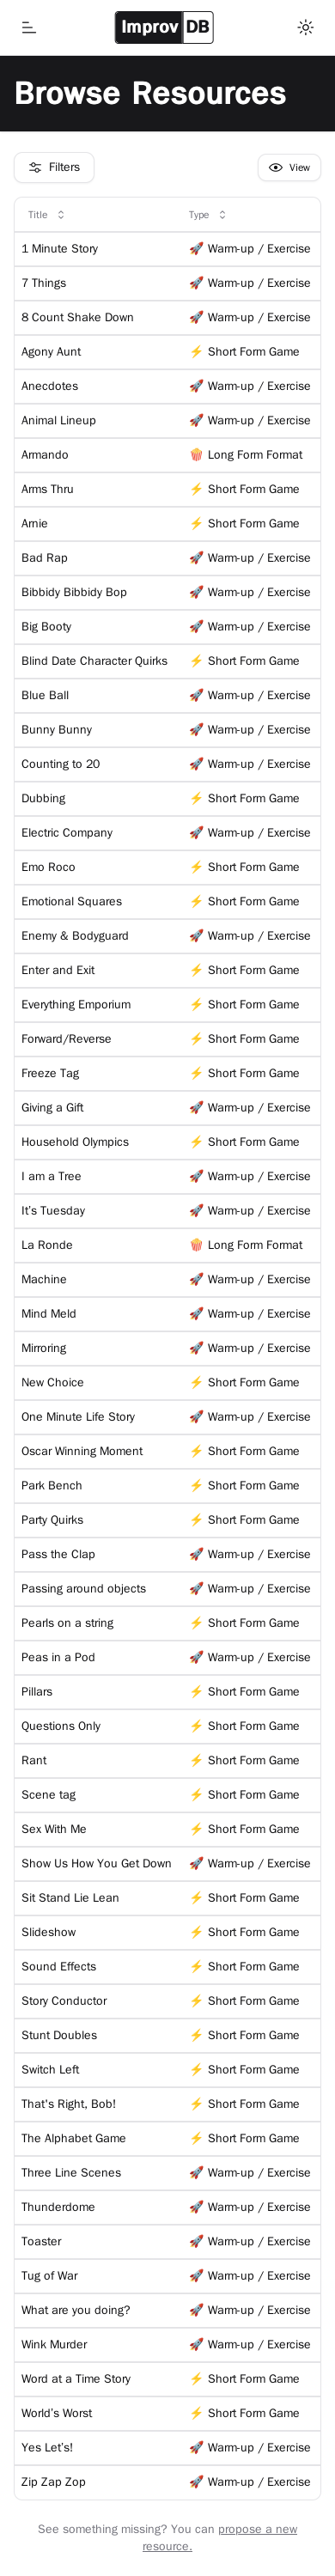 Improv DB
Browse Resources
Filters
View
Title Type
1 Minute Story 🚀 Warm-up / Exercise
7 Things 🚀 Warm-up / Exercise
8 Count Shake Down 🚀 Warm-up / Exercise
Agony Aunt ⚡ Short Form Game
Anecdotes 🚀 Warm-up / Exercise
Animal Lineup 🚀 Warm-up / Exercise
Armando 🍿 Long Form Format
Arms Thru ⚡ Short Form Game
Arnie ⚡ Short Form Game
Bad Rap 🚀 Warm-up / Exercise
Bibbidy Bibbidy Bop 🚀 Warm-up / Exercise
Big Booty 🚀 Warm-up / Exercise
Blind Date Character Quirks ⚡ Short Form Game
Blue Ball 🚀 Warm-up / Exercise
Bunny Bunny 🚀 Warm-up / Exercise
Counting to 20 🚀 Warm-up / Exercise
Dubbing ⚡ Short Form Game
Electric Company 🚀 Warm-up / Exercise
Emo Roco ⚡ Short Form Game
Emotional Squares ⚡ Short Form Game
Enemy & Bodyguard 🚀 Warm-up / Exercise
Enter and Exit ⚡ Short Form Game
Everything Emporium ⚡ Short Form Game
Forward/Reverse ⚡ Short Form Game
Freeze Tag ⚡ Short Form Game
Giving a Gift 🚀 Warm-up / Exercise
Household Olympics ⚡ Short Form Game
I am a Tree 🚀 Warm-up / Exercise
It's Tuesday 🚀 Warm-up / Exercise
La Ronde 🍿 Long Form Format
Machine 🚀 Warm-up / Exercise
Mind Meld 🚀 Warm-up / Exercise
Mirroring 🚀 Warm-up / Exercise
New Choice ⚡ Short Form Game
One Minute Life Story 🚀 Warm-up / Exercise
Oscar Winning Moment ⚡ Short Form Game
Park Bench ⚡ Short Form Game
Party Quirks ⚡ Short Form Game
Pass the Clap 🚀 Warm-up / Exercise
Passing around objects 🚀 Warm-up / Exercise
Pearls on a string ⚡ Short Form Game
Peas in a Pod 🚀 Warm-up / Exercise
Pillars ⚡ Short Form Game
Questions Only ⚡ Short Form Game
Rant ⚡ Short Form Game
Scene tag ⚡ Short Form Game
Sex With Me ⚡ Short Form Game
Show Us How You Get Down 🚀 Warm-up / Exercise
Sit Stand Lie Lean ⚡ Short Form Game
Slideshow ⚡ Short Form Game
Sound Effects ⚡ Short Form Game
Story Conductor ⚡ Short Form Game
Stunt Doubles ⚡ Short Form Game
Switch Left ⚡ Short Form Game
That's Right, Bob! ⚡ Short Form Game
The Alphabet Game ⚡ Short Form Game
Three Line Scenes 🚀 Warm-up / Exercise
Thunderdome 🚀 Warm-up / Exercise
Toaster 🚀 Warm-up / Exercise
Tug of War 🚀 Warm-up / Exercise
What are you doing? 🚀 Warm-up / Exercise
Wink Murder 🚀 Warm-up / Exercise
Word at a Time Story ⚡ Short Form Game
World's Worst ⚡ Short Form Game
Yes Let's! 🚀 Warm-up / Exercise
Zip Zap Zop 🚀 Warm-up / Exercise
See something missing? You can propose a new
resource.